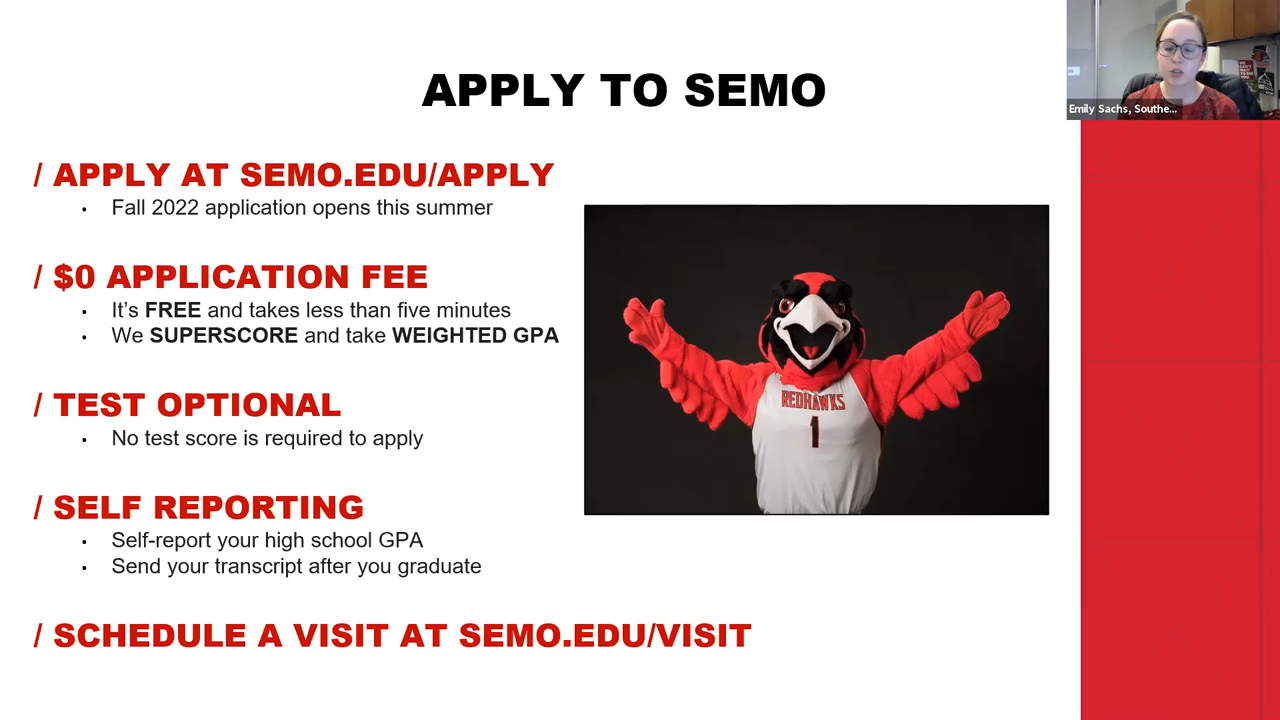 APPLY TO SEMO
Emily Sachs, Southe...
/ APPLY AT SEMO.EDU/APPLY
• Fall 2022 application opens this summer
/ $0 APPLICATION FEE
• It’s FREE and takes less than five minutes
• We SUPERSCORE and take WEIGHTED GPA
REDHAWKS
1
/ TEST OPTIONAL
• No test score is required to apply
/ SELF REPORTING
• Self-report your high school GPA
• Send your transcript after you graduate
/ SCHEDULE A VISIT AT SEMO.EDU/VISIT